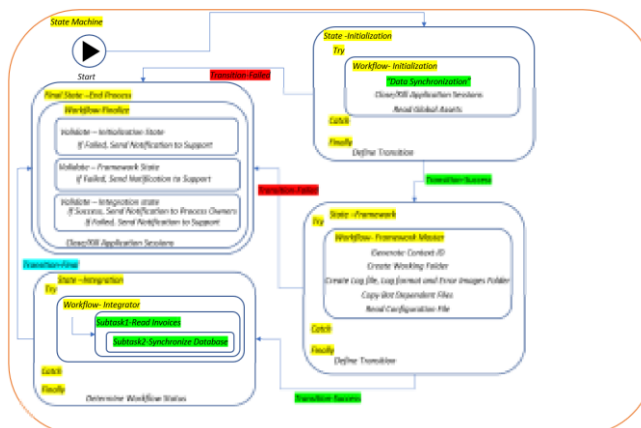 State Machine
Start
State -Initialization
Try
Workflow- Initialization
"Data Synchronization"
Close/Kill Application Sessions
Read Global Assets
Catch
Finally
Define Transition
Transition-Failed
Transition-Success
Final State –End Process
Workflow Finalize
Validate – Initialization State
If Failed, Send Notification to Support
Validate – Framework State
If Failed, Send Notification to Support
Validate – Integration state
If Success, Send Notification to Process Owners
If Failed, Send Notification to Support
Close/Kill Application Sessions
Transition-Failed
State –Framework
Try
Workflow- Framework Master
Generate Context ID
Create Working Folder
Create Log file, Log format and Error Images Folder
Copy Bot Dependent Files
Read Configuration File
Catch
Finally
Define Transition
Transition-Final
State –Integration
Try
Workflow- Integrator
Subtask1-Read Invoices
Subtask2-Synchronize Database
Catch
Finally
Determine Workflow Status
Transition-Success